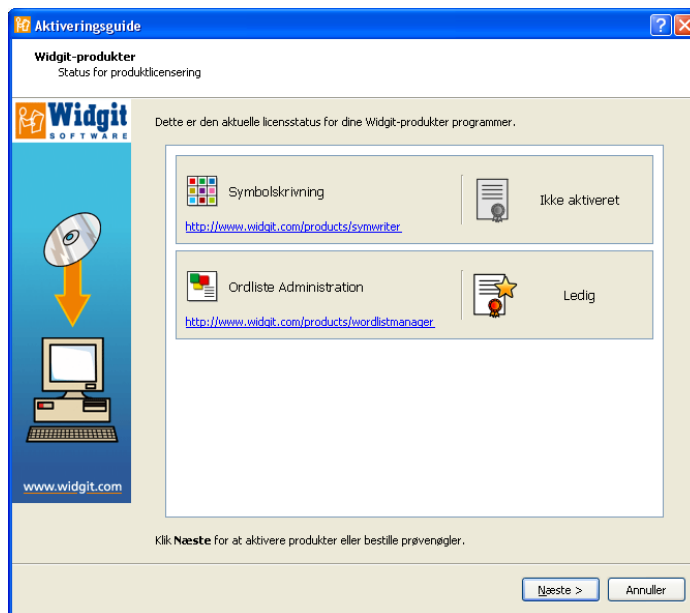 Aktiveringsguide
Widgit-produkter
Status for produktlicensering
Widgit
SOFTWARE
Dette er den aktuelle licensstatus for dine Widgit-produkter programmer.
Symbolskrivning
Ikke aktiveret
http://www.widgit.com/products/symwriter
Ordliste Administration
Ledig
http://www.widgit.com/products/wordlistmanager
www.widgit.com
Klik Næste for at aktivere produkter eller bestille prøvenøgler.
Næste >
Annuller